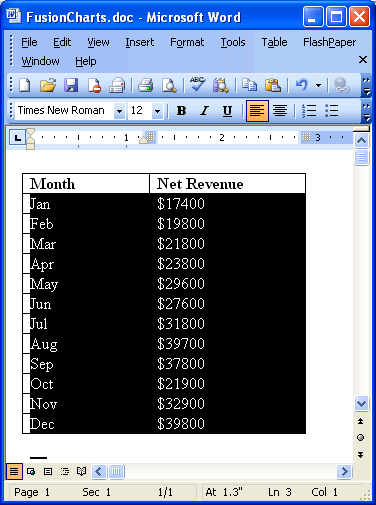 FusionCharts.doc - Microsoft Word
File Edit View Insert Format Tools Table FlashPaper
Window Help
Times New Roman 12 B I U
L 1 2 3
Month Net Revenue
Jan $17400
Feb $19800
Mar $21800
Apr $23800
May $29600
Jun $27600
Jul $31800
Aug $39700
Sep $37800
Oct $21900
Nov $32900
Dec $39800
Page 1 Sec 1 1/1 At 1.3" Ln 3 Col 1